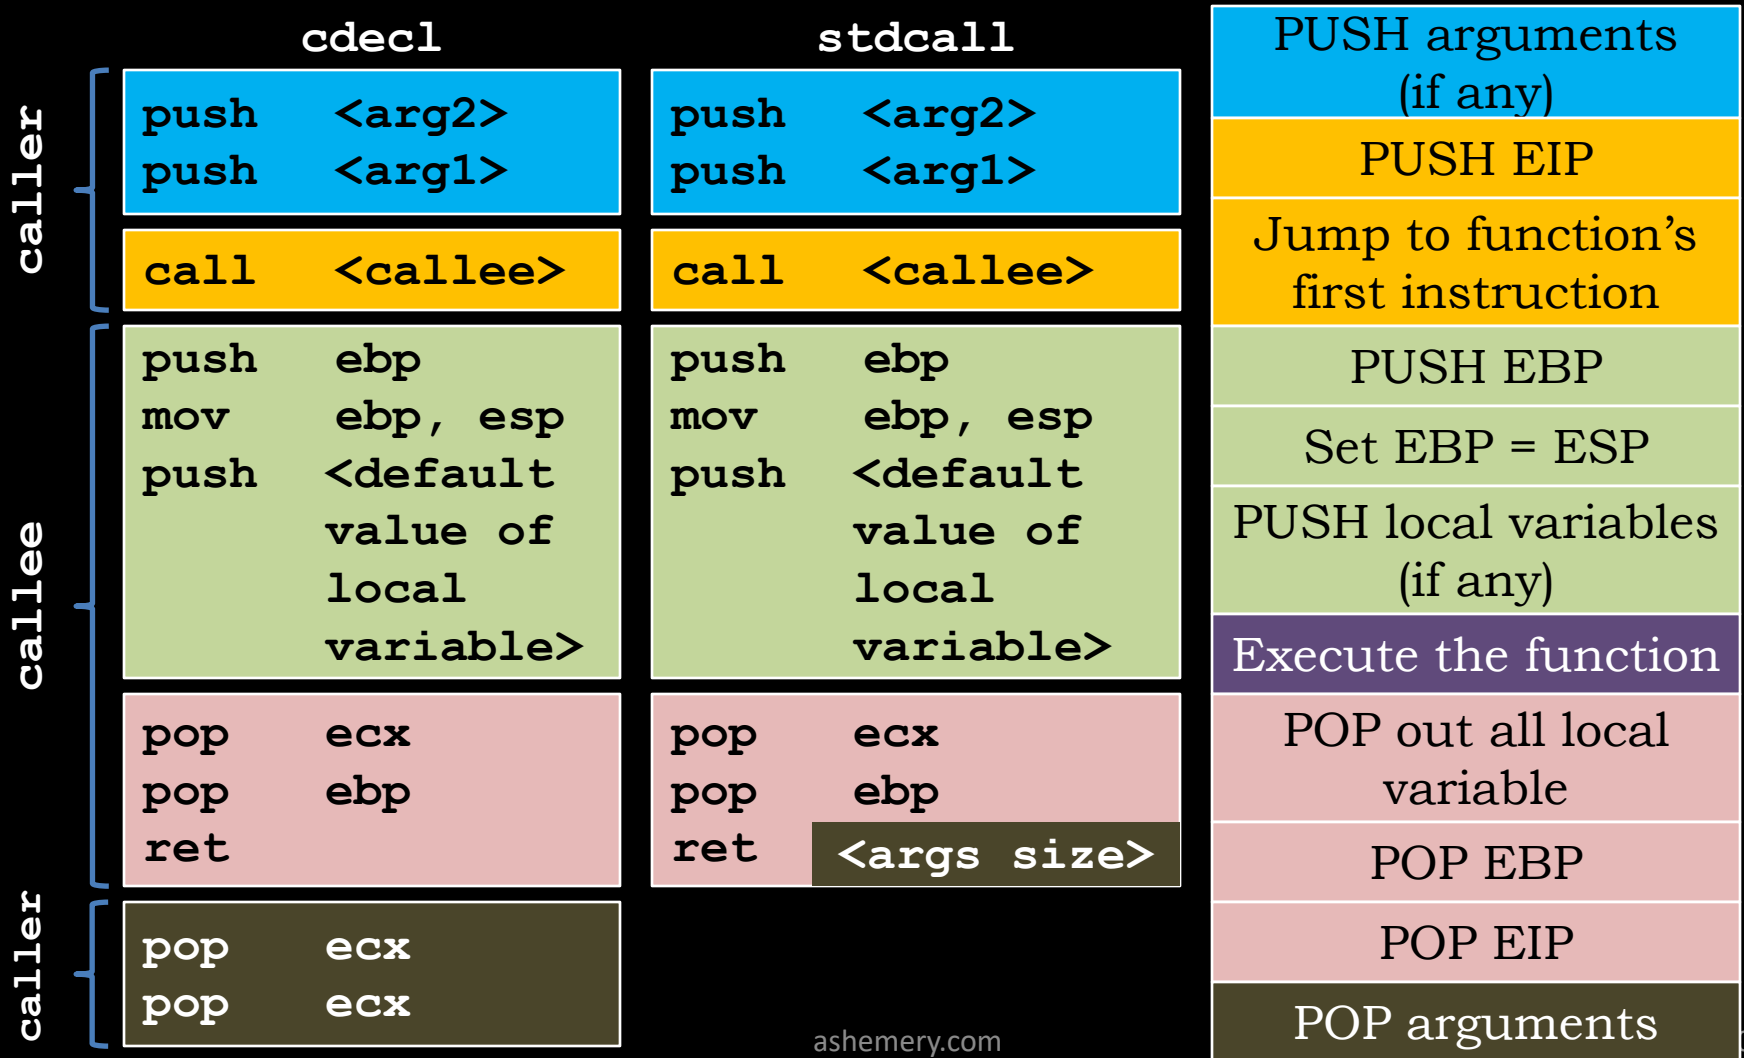 cdecl
stdcall
caller
push <arg2>
push <arg1>
push <arg2>
push <arg1>
call <callee>
call <callee>
callee
push ebp
mov ebp, esp
push <default
value of
local
variable>
push ebp
mov ebp, esp
push <default
value of
local
variable>
pop ecx
pop ebp
ret
pop ecx
pop ebp
ret <args size>
caller
pop ecx
pop ecx
PUSH arguments
(if any)
PUSH EIP
Jump to function’s
first instruction
PUSH EBP
Set EBP = ESP
PUSH local variables
(if any)
Execute the function
POP out all local
variable
POP EBP
POP EIP
POP arguments
ashemery.com